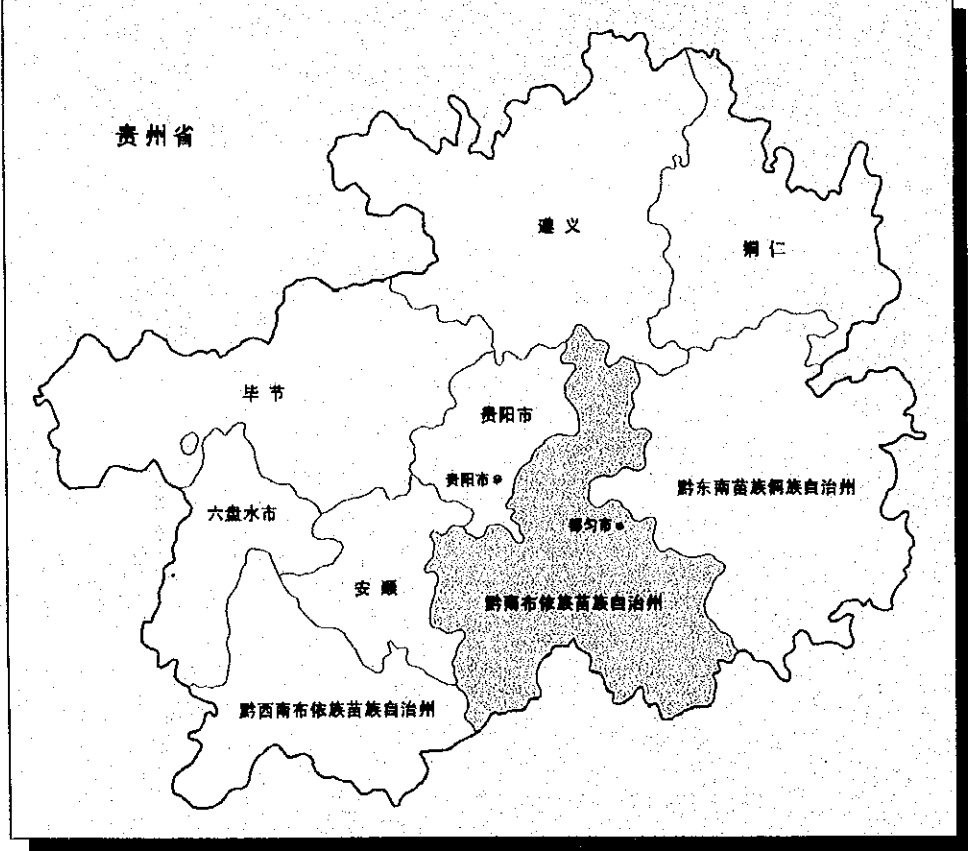 贵州省
遵义
铜仁
毕节
贵阳市
贵阳市
黔东南苗族侗族自治州
六盘水市
都匀市
安顺
黔南布依族苗族自治州
黔西南布依族苗族自治州